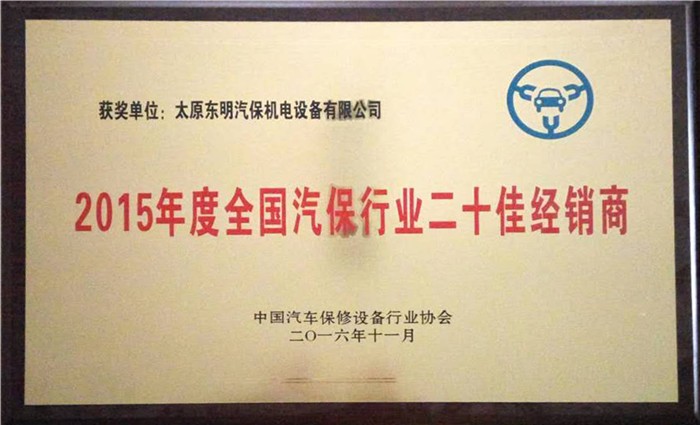 获奖单位：太原东明汽保机电设备有限公司
2015年度全国汽保行业二十佳经销商
中国汽车保修设备行业协会
二〇一六年十一月